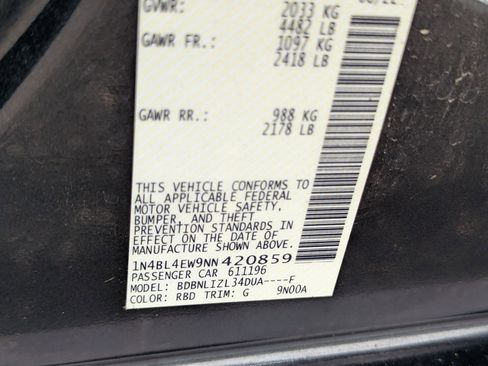 GVWR: 2033 KG
4482 LB
GAWR FR.: 1097 KG
2418 LB
GAWR RR.: 988 KG
2178 LB
THIS VEHICLE CONFORMS TO
ALL APPLICABLE FEDERAL
MOTOR VEHICLE SAFETY,
BUMPER, AND THEFT
PREVENTION STANDARDS
IN EFFECT ON THE DATE OF
MANUFACTURE SHOWN ABOVE.
1N4BL4EW9NN420859
PASSENGER CAR 611196
MODEL: BDBNLIZL34DUA----F
COLOR: RBD TRIM: G 9N00A